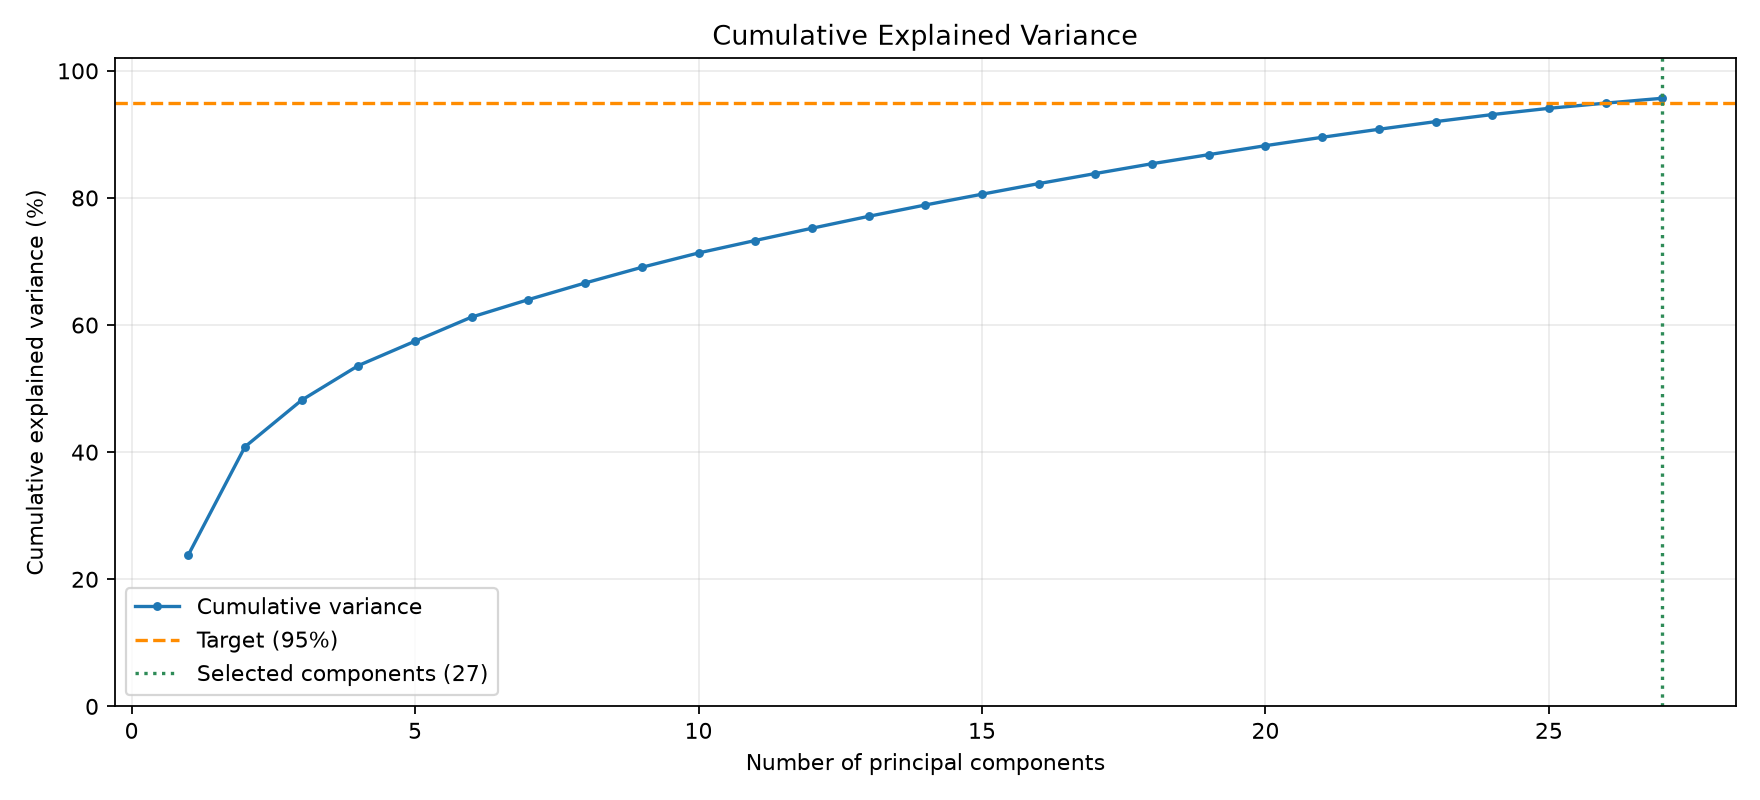 Cumulative Explained Variance
Cumulative explained variance (%)
100
80
60
40
20
0
Cumulative variance
Target (95%)
Selected components (27)
0 5 10 15 20 25
Number of principal components